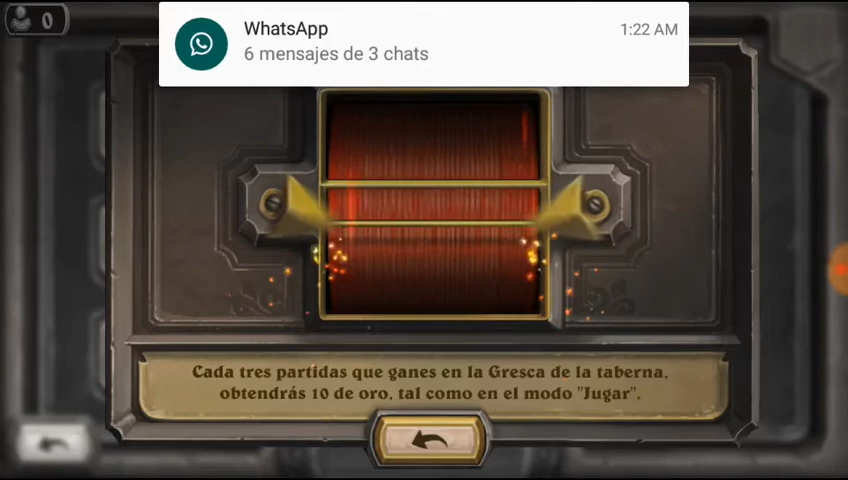 0
WhatsApp
1:22 AM
6 mensajes de 3 chats
Cada tres partidas que ganes en la Gresca de la taberna,
obtendrás 10 de oro, tal como en el modo "Jugar".